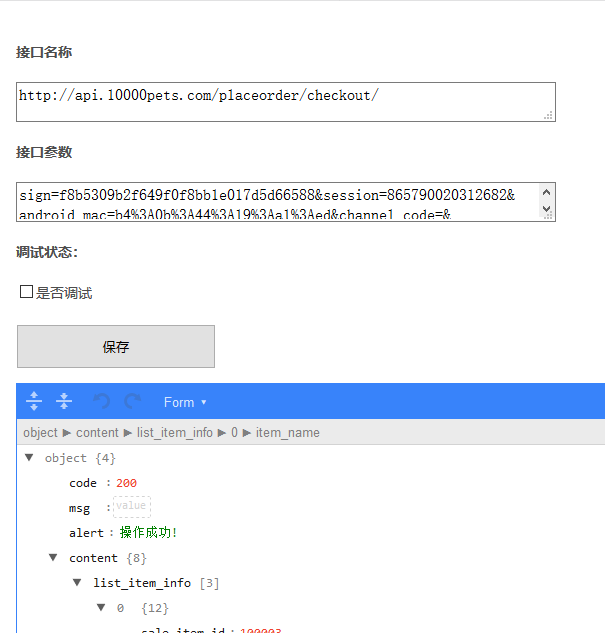 接口名称
http://api.10000pets.com/placeorder/checkout/
接口参数
sign=f8b5309b2f649f0f8bb1e017d5d66588&session=865790020312682&
android_mac=b4%3A0b%3A44%3A19%3Aa1%3Aed&channel_code=&
调试状态:
是否调试
保存
Form ▼
object ▶ content ▶ list_item_info ▶ 0 ▶ item_name
▼ object {4}
code : 200
msg : value
alert : 操作成功!
▼ content {8}
▼ list_item_info [3]
▼ 0 {12}
sale_item_id : 100003